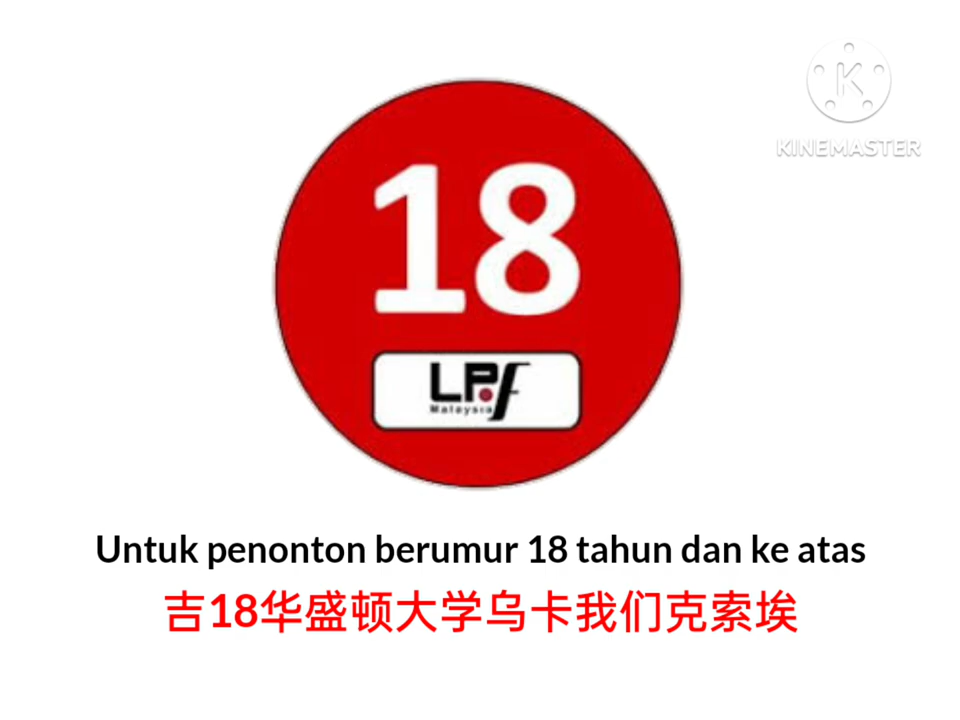 K
KINEMASTER
18
LPf
Malaysia
Untuk penonton berumur 18 tahun dan ke atas
吉18华盛顿大学乌卡我们克索埃